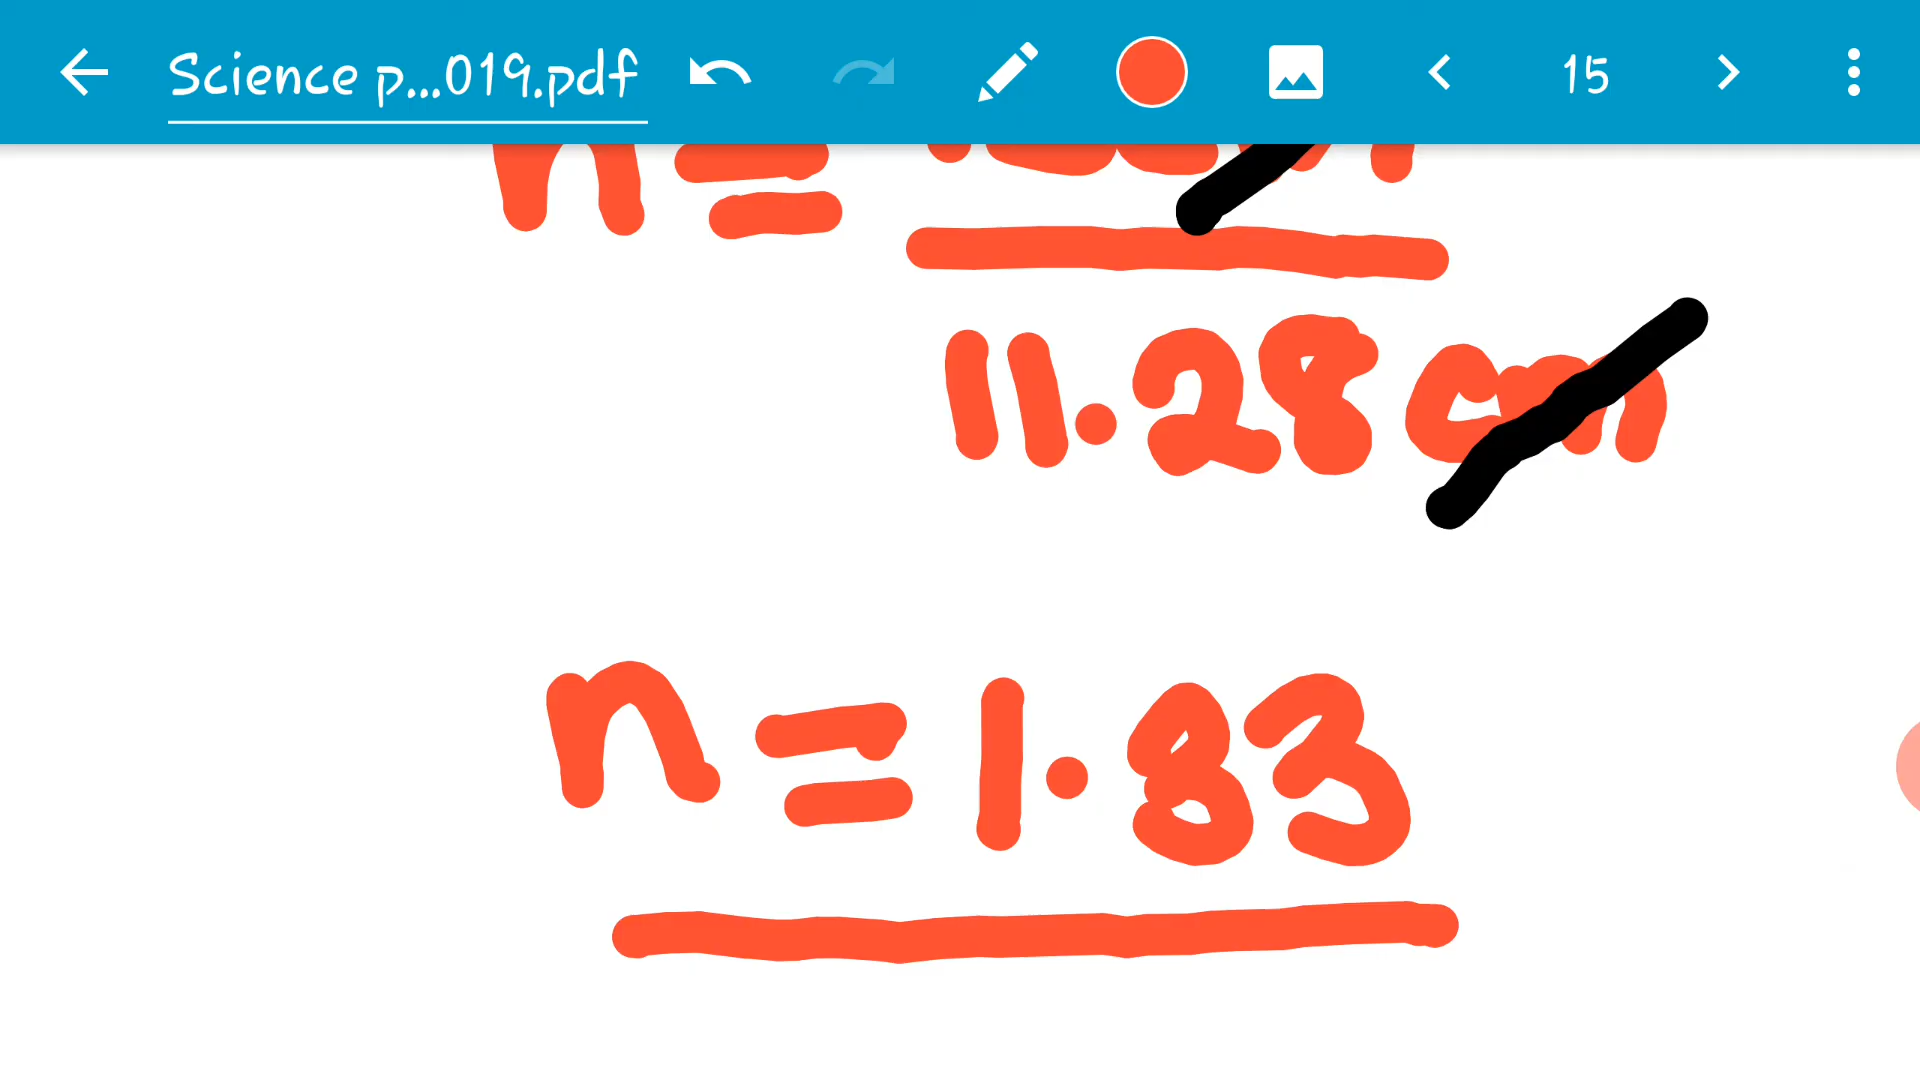 Science p...019.pdf 15
n =
11.28 cm
n = 1.83